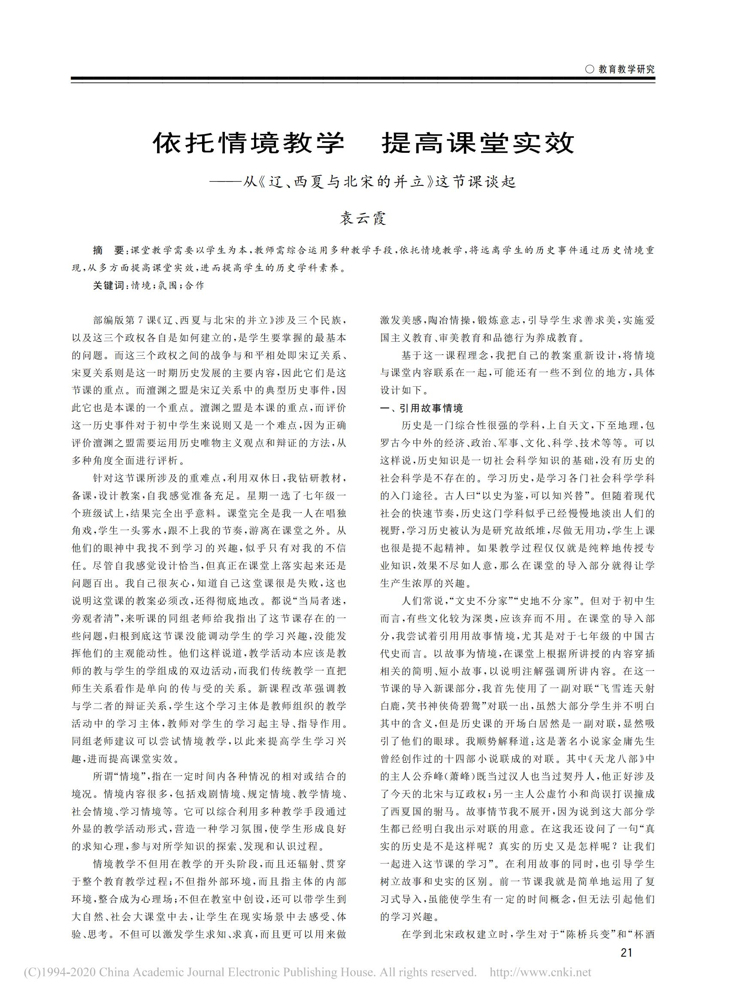 ○ 教育教学研究
依托情境教学　提高课堂实效
——从《辽、西夏与北宋的并立》这节课谈起
袁云霞
摘　要:课堂教学需要以学生为本,教师需综合运用多种教学手段,依托情境教学,将远离学生的历史事件通过历史情境重
现,从多方面提高课堂实效,进而提高学生的历史学科素养。
关键词:情境;氛围;合作
部编版第 7 课《辽、西夏与北宋的并立》涉及三个民族,
以及这三个政权各自是如何建立的,是学生要掌握的最基本
的问题。而这三个政权之间的战争与和平相处即宋辽关系、
宋夏关系则是这一时期历史发展的主要内容,因此它们是这
节课的重点。而澶渊之盟是宋辽关系中的典型历史事件,因
此它也是本课的一个重点。澶渊之盟是本课的重点,而评价
这一历史事件对于初中学生来说则又是一个难点,因为正确
评价澶渊之盟需要运用历史唯物主义观点和辩证的方法,从
多种角度全面进行评析。
针对这节课所涉及的重难点,利用双休日,我钻研教材,
备课,设计教案,自我感觉准备充足。星期一选了七年级一
个班级试上,结果完全出乎意料。课堂完全是我一人在唱独
角戏,学生一头雾水,跟不上我的节奏,游离在课堂之外。从
他们的眼神中我找不到学习的兴趣,似乎只有对我的不信
任。尽管自我感觉设计恰当,但真正在课堂上落实起来还是
问题百出。我自己很灰心,知道自己这堂课很是失败,这也
说明这堂课的教案必须改,还得彻底地改。都说“当局者迷,
旁观者清”,来听课的同组老师给我指出了这节课存在的一
些问题,归根到底这节课没能调动学生的学习兴趣,没能发
挥他们的主观能动性。他们这样说道,教学活动本应该是教
师的教与学生的学组成的双边活动,而我们传统教学一直把
师生关系看作是单向的传与受的关系。新课程改革强调教
与学二者的辩证关系,学生这个学习主体是教师组织的教学
活动中的学习主体,教师对学生的学习起主导、指导作用。
同组老师建议可以尝试情境教学,以此来提高学生学习兴
趣,进而提高课堂实效。
所谓“情境”,指在一定时间内各种情况的相对或结合的
境况。情境内容很多,包括戏剧情境、规定情境、教学情境、
社会情境、学习情境等。它可以综合利用多种教学手段通过
外显的教学活动形式,营造一种学习氛围,使学生形成良好
的求知心理,参与对所学知识的探索、发现和认识过程。
情境教学不但用在教学的开头阶段,而且还辐射、贯穿
于整个教育教学过程;不但指外部环境,而且指主体的内部
环境,整合成为心理场;不但在教室中创设,还可以带学生到
大自然、社会大课堂中去,让学生在现实场景中去感受、体
验、思考。不但可以激发学生求知、求真,而且更可以用来做
激发美感,陶冶情操,锻炼意志,引导学生求善求美,实施爱
国主义教育、审美教育和品德行为养成教育。
基于这一课程理念,我把自己的教案重新设计,将情境
与课堂内容联系在一起,可能还有一些不到位的地方,具体
设计如下。
一、引用故事情境
历史是一门综合性很强的学科,上自天文,下至地理,包
罗古今中外的经济、政治、军事、文化、科学、技术等等。可以
这样说,历史知识是一切社会科学知识的基础,没有历史的
社会科学是不存在的。学习历史,是学习各门社会科学学科
的入门途径。古人曰“以史为鉴,可以知兴替”。但随着现代
社会的快速节奏,历史这门学科似乎已经慢慢地淡出人们的
视野,学习历史被认为是研究故纸堆,尽做无用功,学生上课
也很是提不起精神。如果教学过程仅仅就是纯粹地传授专
业知识,效果不尽如人意,那么在课堂的导入部分就得让学
生产生浓厚的兴趣。
人们常说,“文史不分家”“史地不分家”。但对于初中生
而言,有些文化较为深奥,应该弃而不用。在课堂的导入部
分,我尝试着引用用故事情境,尤其是对于七年级的中国古
代史而言。以故事为情境,在课堂上根据所讲授的内容穿插
相关的简明、短小故事,以说明注解强调所讲内容。在这一
节课的导入新课部分,我首先使用了一副对联“飞雪连天射
白鹿,笑书神侠倚碧鸳”对联一出,虽然大部分学生并不明白
其中的含义,但是历史课的开场白居然是一副对联,显然吸
引了他们的眼球。我顺势解释道:这是著名小说家金庸先生
曾经创作过的十四部小说联成的对联。其中《天龙八部》中
的主人公乔峰(萧峰)既当过汉人也当过契丹人,他正好涉及
了今天的北宋与辽政权;另一主人公虚竹小和尚误打误撞成
了西夏国的驸马。故事情节我不展开,因为说到这大部分学
生都已经明白我出示对联的用意。在这我还设问了一句“真
实的历史是不是这样呢？真实的历史又是怎样呢？让我们
一起进入这节课的学习”。在利用故事的同时,也引导学生
树立故事和史实的区别。前一节课我就是简单地运用了复
习式导入,虽能使学生有一定的时间概念,但无法引起他们
的学习兴趣。
在学到北宋政权建立时,学生对于“陈桥兵变”和“杯酒
21
(C)1994-2020 China Academic Journal Electronic Publishing House. All rights reserved. http://www.cnki.net